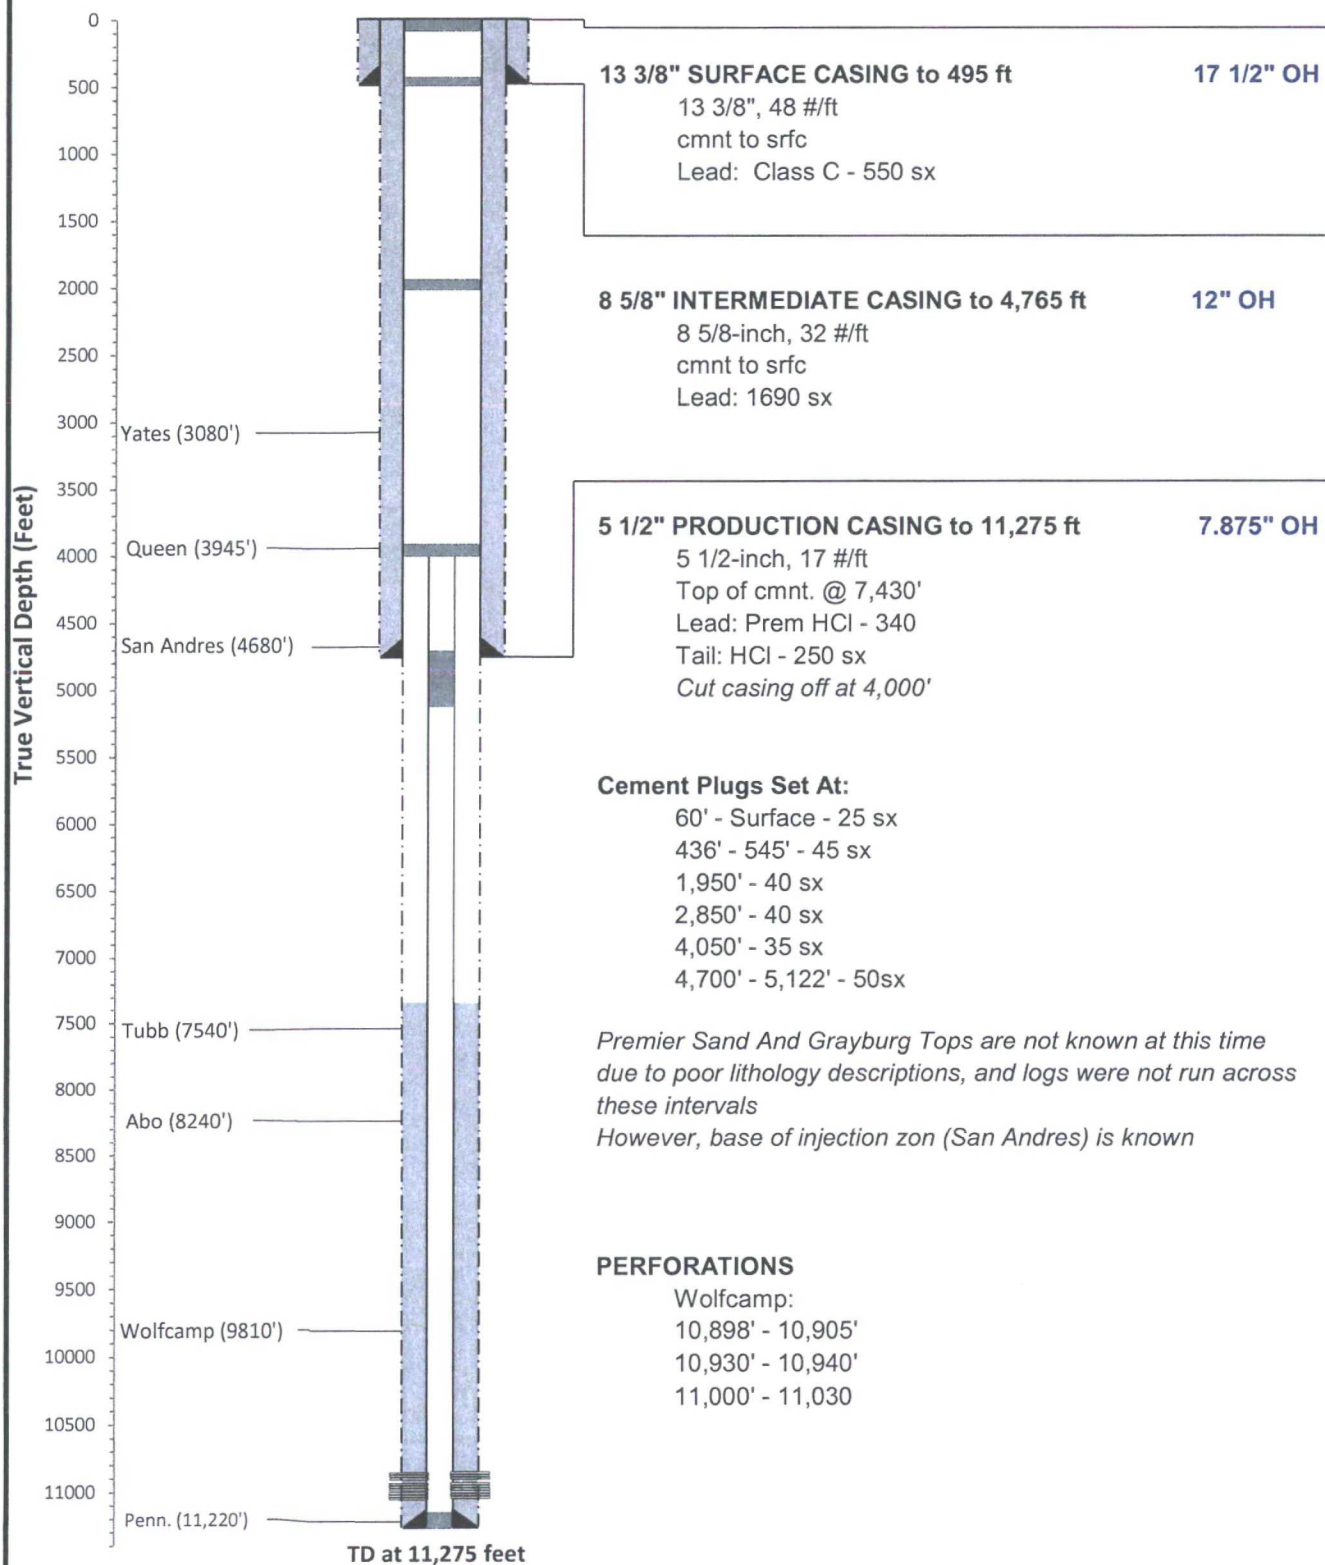 True Vertical Depth (Feet)
0
500
1000
1500
2000
2500
3000
3500
4000
4500
5000
5500
6000
6500
7000
7500
8000
8500
9000
9500
10000
10500
11000
Yates (3080')
Queen (3945')
San Andres (4680')
Tubb (7540')
Abo (8240')
Wolfcamp (9810')
Penn. (11,220')
TD at 11,275 feet
13 3/8" SURFACE CASING to 495 ft 17 1/2" OH
13 3/8", 48 #/ft
cmnt to srfc
Lead: Class C - 550 sx
8 5/8" INTERMEDIATE CASING to 4,765 ft 12" OH
8 5/8-inch, 32 #/ft
cmnt to srfc
Lead: 1690 sx
5 1/2" PRODUCTION CASING to 11,275 ft 7.875" OH
5 1/2-inch, 17 #/ft
Top of cmnt. @ 7,430'
Lead: Prem HCl - 340
Tail: HCl - 250 sx
Cut casing off at 4,000'
Cement Plugs Set At:
60' - Surface - 25 sx
436' - 545' - 45 sx
1,950' - 40 sx
2,850' - 40 sx
4,050' - 35 sx
4,700' - 5,122' - 50sx
Premier Sand And Grayburg Tops are not known at this time
due to poor lithology descriptions, and logs were not run across
these intervals
However, base of injection zon (San Andres) is known
PERFORATIONS
Wolfcamp:
10,898' - 10,905'
10,930' - 10,940'
11,000' - 11,030